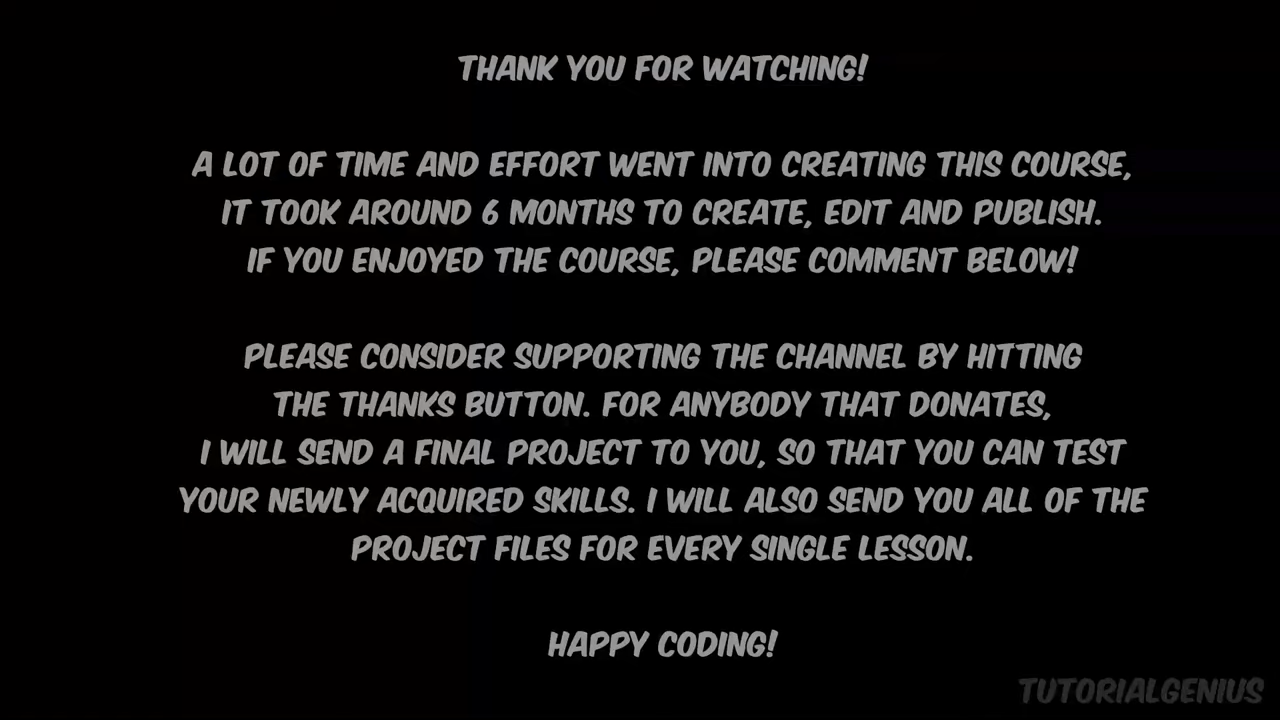 THANK YOU FOR WATCHING!
A LOT OF TIME AND EFFORT WENT INTO CREATING THIS COURSE,
IT TOOK AROUND 6 MONTHS TO CREATE, EDIT AND PUBLISH.
IF YOU ENJOYED THE COURSE, PLEASE COMMENT BELOW!
PLEASE CONSIDER SUPPORTING THE CHANNEL BY HITTING
THE THANKS BUTTON. FOR ANYBODY THAT DONATES,
I WILL SEND A FINAL PROJECT TO YOU, SO THAT YOU CAN TEST
YOUR NEWLY ACQUIRED SKILLS. I WILL ALSO SEND YOU ALL OF THE
PROJECT FILES FOR EVERY SINGLE LESSON.
HAPPY CODING!
TUTORIALGENIUS